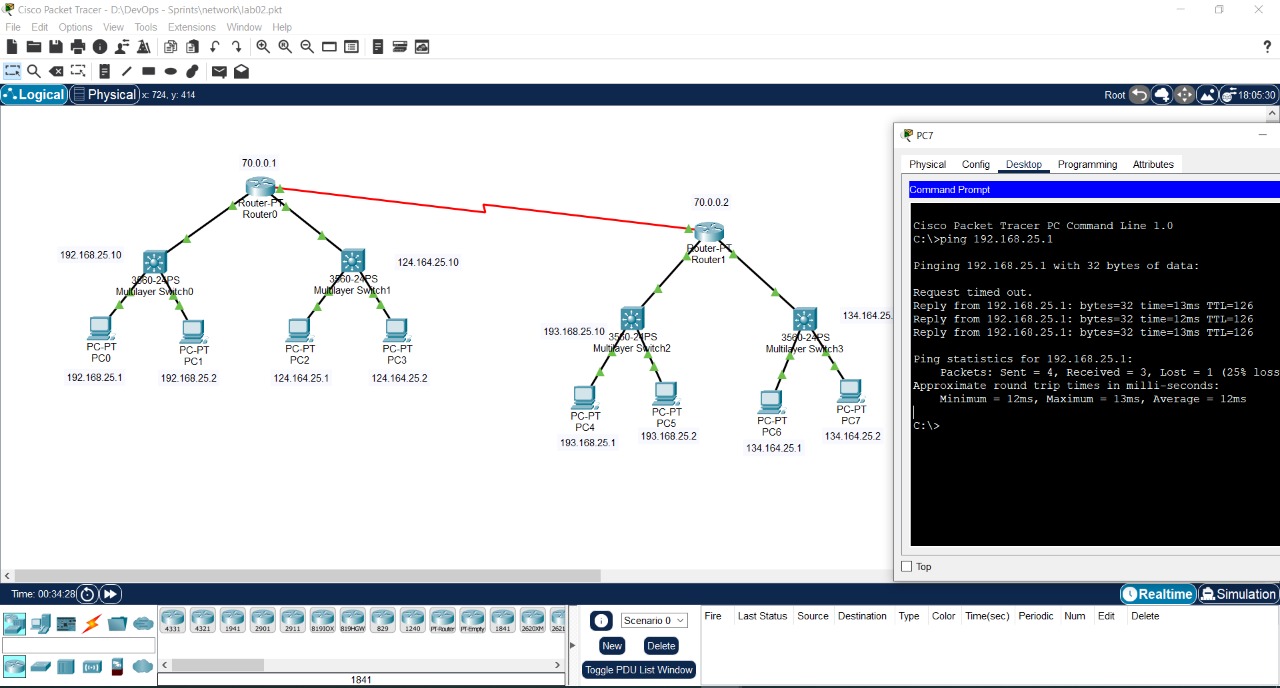 Cisco Packet Tracer - D:\DevOps - Sprints\network\lab02.pkt
File Edit Options View Tools Extensions Window Help
?
Logical Physical x: 724, y: 414 Root 18:05:30
PC7
Physical Config Desktop Programming Attributes
Command Prompt
Cisco Packet Tracer PC Command Line 1.0
C:\>ping 192.168.25.1
Pinging 192.168.25.1 with 32 bytes of data:
Request timed out.
Reply from 192.168.25.1: bytes=32 time=13ms TTL=126
Reply from 192.168.25.1: bytes=32 time=12ms TTL=126
Reply from 192.168.25.1: bytes=32 time=13ms TTL=126
Ping statistics for 192.168.25.1:
Packets: Sent = 4, Received = 3, Lost = 1 (25% loss
Approximate round trip times in milli-seconds:
Minimum = 12ms, Maximum = 13ms, Average = 12ms
C:\>
Top
70.0.0.1
Router-PT
Router0
70.0.0.2
Router-PT
Router1
192.168.25.10
3560-24PS
Multilayer Switch0
3560-24PS
Multilayer Switch1
124.164.25.10
193.168.25.10
3560-24PS
Multilayer Switch2
134.164.25.
3560-24PS
Multilayer Switch3
PC-PT
PC0
192.168.25.1
PC-PT
PC1
192.168.25.2
PC-PT
PC2
124.164.25.1
PC-PT
PC3
124.164.25.2
PC-PT
PC4
193.168.25.1
PC-PT
PC5
193.168.25.2
PC-PT
PC6
134.164.25.1
PC-PT
PC7
134.164.25.2
Time: 00:34:28 Realtime Simulation
4331 4321 1941 2901 2911 819IOX 819HGW 829 1240 PT-Router PT-Empty 1841 2620XM 2621
1841
Scenario 0
New Delete
Toggle PDU List Window
Fire Last Status Source Destination Type Color Time(sec) Periodic Num Edit Delete